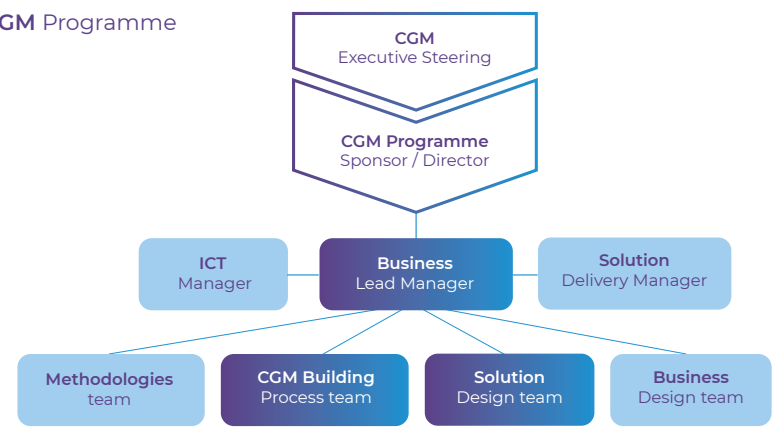 GM Programme
CGM
Executive Steering
CGM Programme
Sponsor / Director
ICT
Manager
Business
Lead Manager
Solution
Delivery Manager
Methodologies
team
CGM Building
Process team
Solution
Design team
Business
Design team